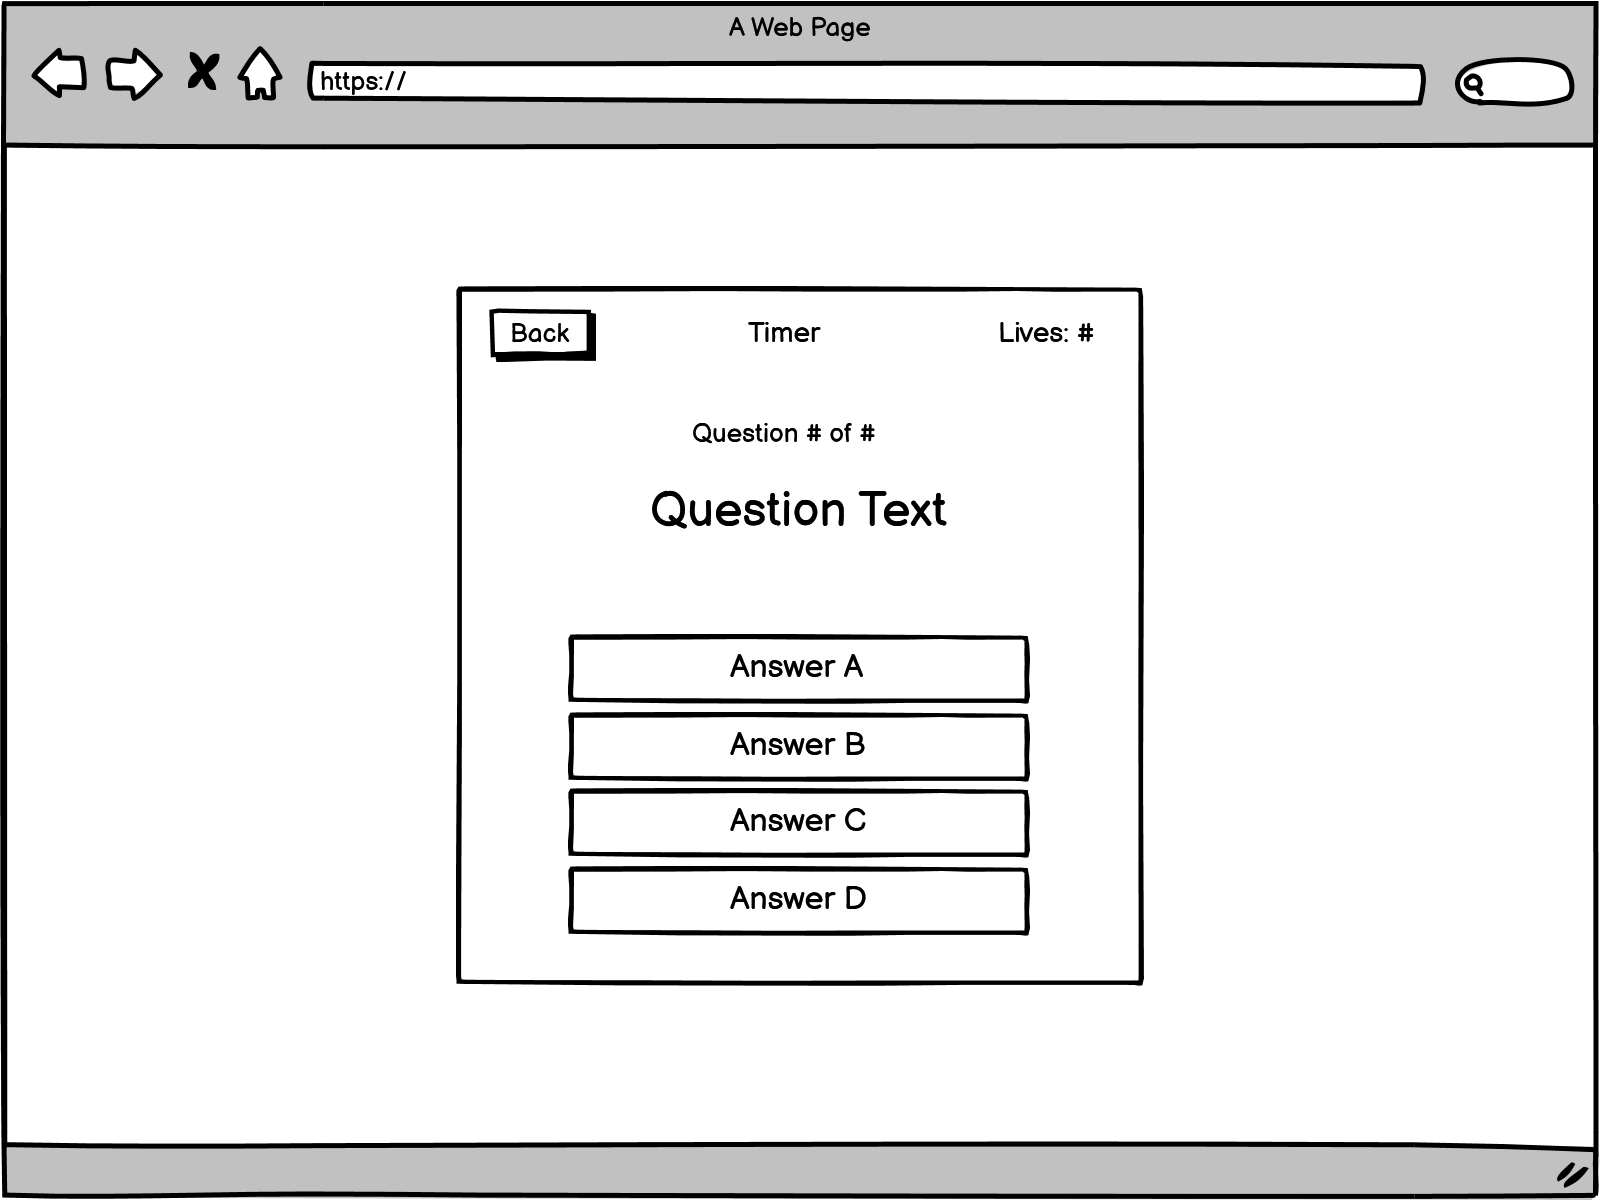 A Web Page
https://
Back
Timer
Lives: #
Question # of #
Question Text
Answer A
Answer B
Answer C
Answer D